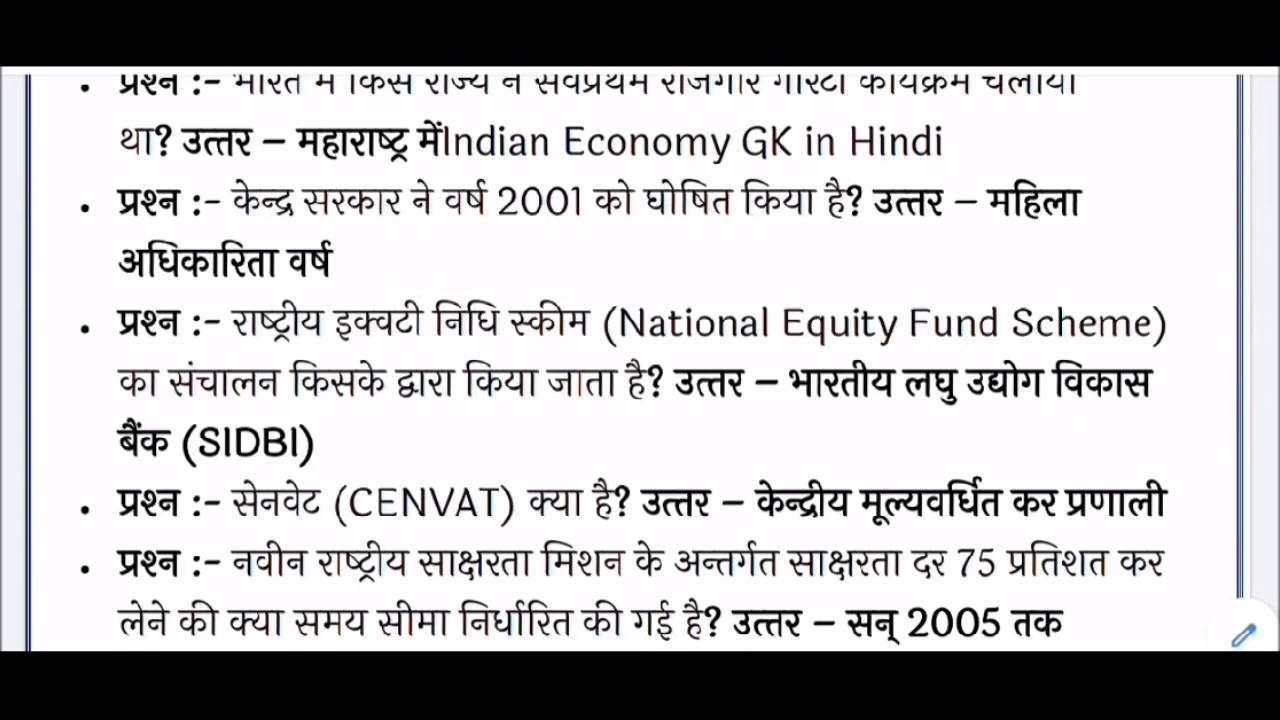 • प्रश्न :- भारत में किस राज्य ने सर्वप्रथम रोजगार गारंटी कार्यक्रम चलाया
था? उत्तर – महाराष्ट्र मेंIndian Economy GK in Hindi
• प्रश्न :- केन्द्र सरकार ने वर्ष 2001 को घोषित किया है? उत्तर – महिला
अधिकारिता वर्ष
• प्रश्न :- राष्ट्रीय इक्वटी निधि स्कीम (National Equity Fund Scheme)
का संचालन किसके द्वारा किया जाता है? उत्तर – भारतीय लघु उद्योग विकास
बैंक (SIDBI)
• प्रश्न :- सेनवेट (CENVAT) क्या है? उत्तर – केन्द्रीय मूल्यवर्धित कर प्रणाली
• प्रश्न :- नवीन राष्ट्रीय साक्षरता मिशन के अन्तर्गत साक्षरता दर 75 प्रतिशत कर
लेने की क्या समय सीमा निर्धारित की गई है? उत्तर – सन् 2005 तक